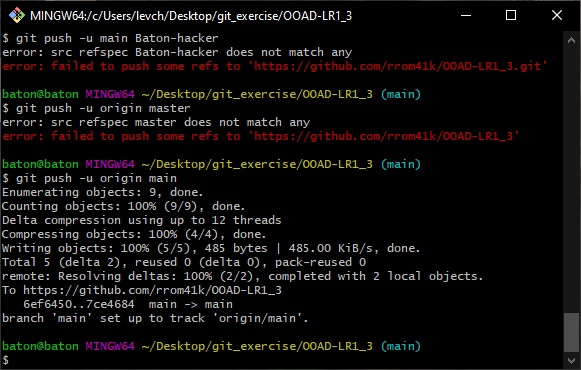 MINGW64:/c/Users/levch/Desktop/git_exercise/OOAD-LR1_3
$ git push -u main Baton-hacker
error: src refspec Baton-hacker does not match any
error: failed to push some refs to 'https://github.com/rrom41k/OOAD-LR1_3.git'
baton@baton MINGW64 ~/Desktop/git_exercise/OOAD-LR1_3 (main)
$ git push -u origin master
error: src refspec master does not match any
error: failed to push some refs to 'https://github.com/rrom41k/OOAD-LR1_3'
baton@baton MINGW64 ~/Desktop/git_exercise/OOAD-LR1_3 (main)
$ git push -u origin main
Enumerating objects: 9, done.
Counting objects: 100% (9/9), done.
Delta compression using up to 12 threads
Compressing objects: 100% (4/4), done.
Writing objects: 100% (5/5), 485 bytes | 485.00 KiB/s, done.
Total 5 (delta 2), reused 0 (delta 0), pack-reused 0
remote: Resolving deltas: 100% (2/2), completed with 2 local objects.
To https://github.com/rrom41k/OOAD-LR1_3
   6ef6450..7ce4684  main -> main
branch 'main' set up to track 'origin/main'.
baton@baton MINGW64 ~/Desktop/git_exercise/OOAD-LR1_3 (main)
$